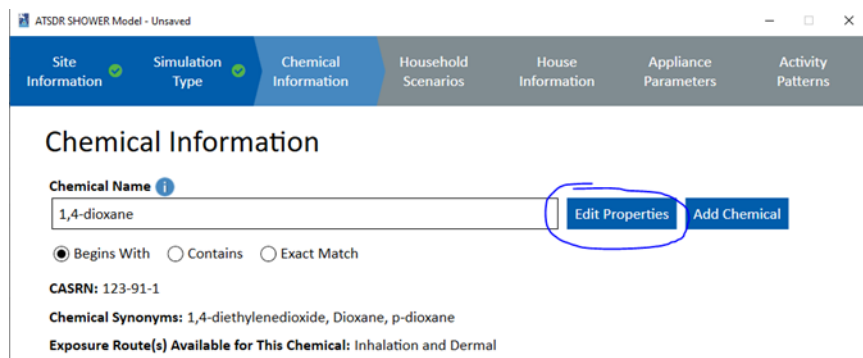 ATSDR SHOWER Model - Unsaved
Site Information
Simulation Type
Chemical Information
Household Scenarios
House Information
Appliance Parameters
Activity Patterns
Chemical Information
Chemical Name i
1,4-dioxane Edit Properties Add Chemical
Begins With Contains Exact Match
CASRN: 123-91-1
Chemical Synonyms: 1,4-diethylenedioxide, Dioxane, p-dioxane
Exposure Route(s) Available for This Chemical: Inhalation and Dermal